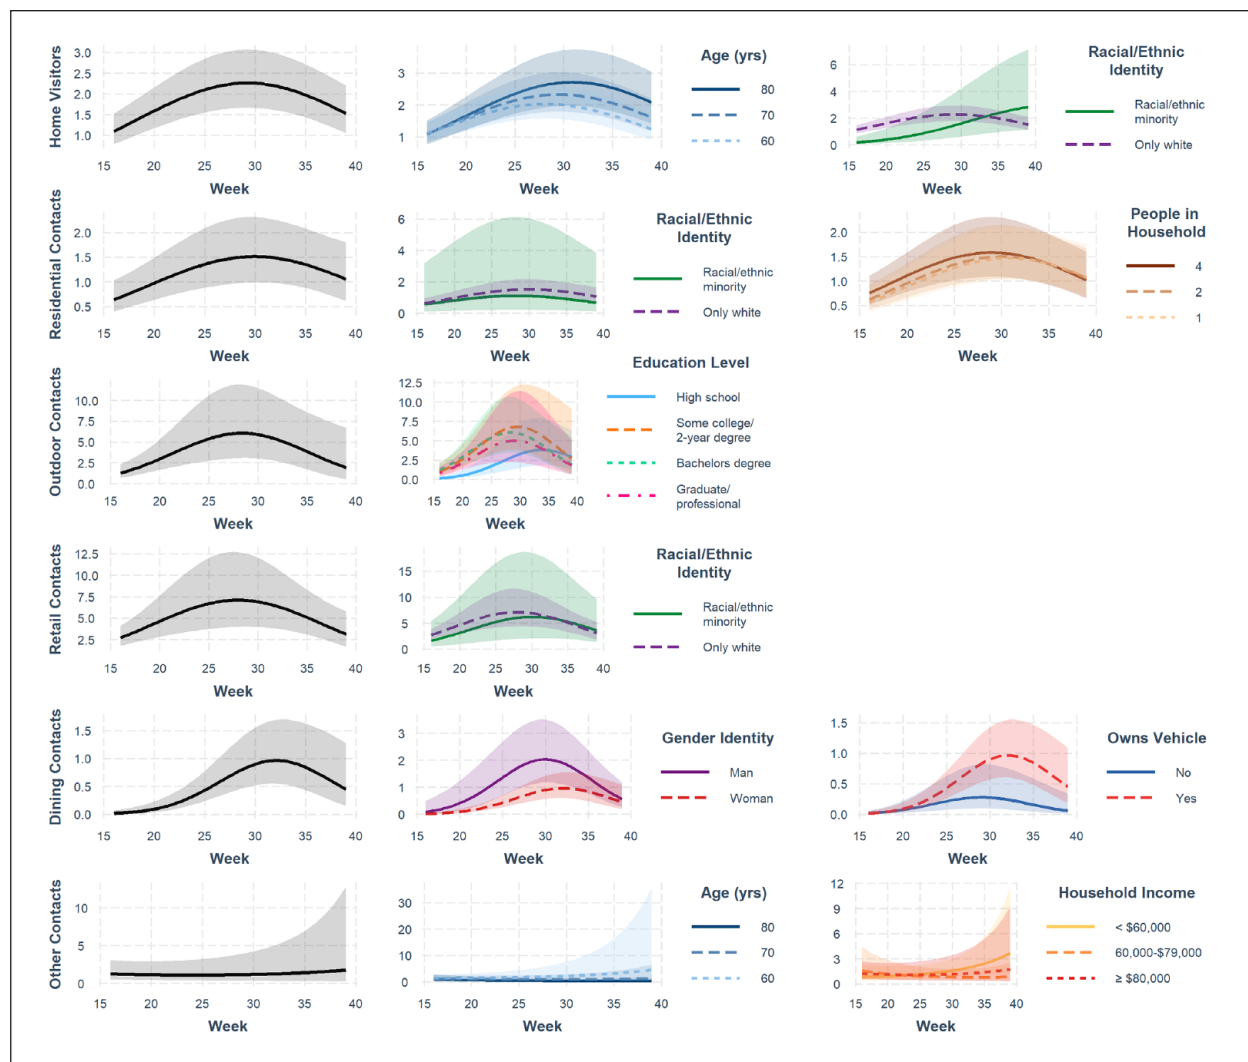 Home Visitors
3.0
2.5
2.0
1.5
1.0
15 20 25 30 35 40
Week
3
2
1
15 20 25 30 35 40
Week
Age (yrs)
80
70
60
6
4
2
0
15 20 25 30 35 40
Week
Racial/Ethnic
Identity
Racial/ethnic
minority
Only white
Residential Contacts
2.0
1.5
1.0
0.5
15 20 25 30 35 40
Week
6
4
2
0
15 20 25 30 35 40
Week
Racial/Ethnic
Identity
Racial/ethnic
minority
Only white
2.0
1.5
1.0
0.5
15 20 25 30 35 40
Week
People in
Household
4
2
1
Outdoor Contacts
10.0
7.5
5.0
2.5
0.0
15 20 25 30 35 40
Week
12.5
10.0
7.5
5.0
2.5
0.0
15 20 25 30 35 40
Week
Education Level
High school
Some college/
2-year degree
Bachelors degree
Graduate/
professional
Retail Contacts
12.5
10.0
7.5
5.0
2.5
15 20 25 30 35 40
Week
15
10
5
0
15 20 25 30 35 40
Week
Racial/Ethnic
Identity
Racial/ethnic
minority
Only white
Dining Contacts
1.5
1.0
0.5
0.0
15 20 25 30 35 40
Week
3
2
1
0
15 20 25 30 35 40
Week
Gender Identity
Man
Woman
1.5
1.0
0.5
0.0
15 20 25 30 35 40
Week
Owns Vehicle
No
Yes
Other Contacts
10
5
0
15 20 25 30 35 40
Week
30
20
10
0
15 20 25 30 35 40
Week
Age (yrs)
80
70
60
12
9
6
3
0
15 20 25 30 35 40
Week
Household Income
< $60,000
60,000-$79,000
≥ $80,000